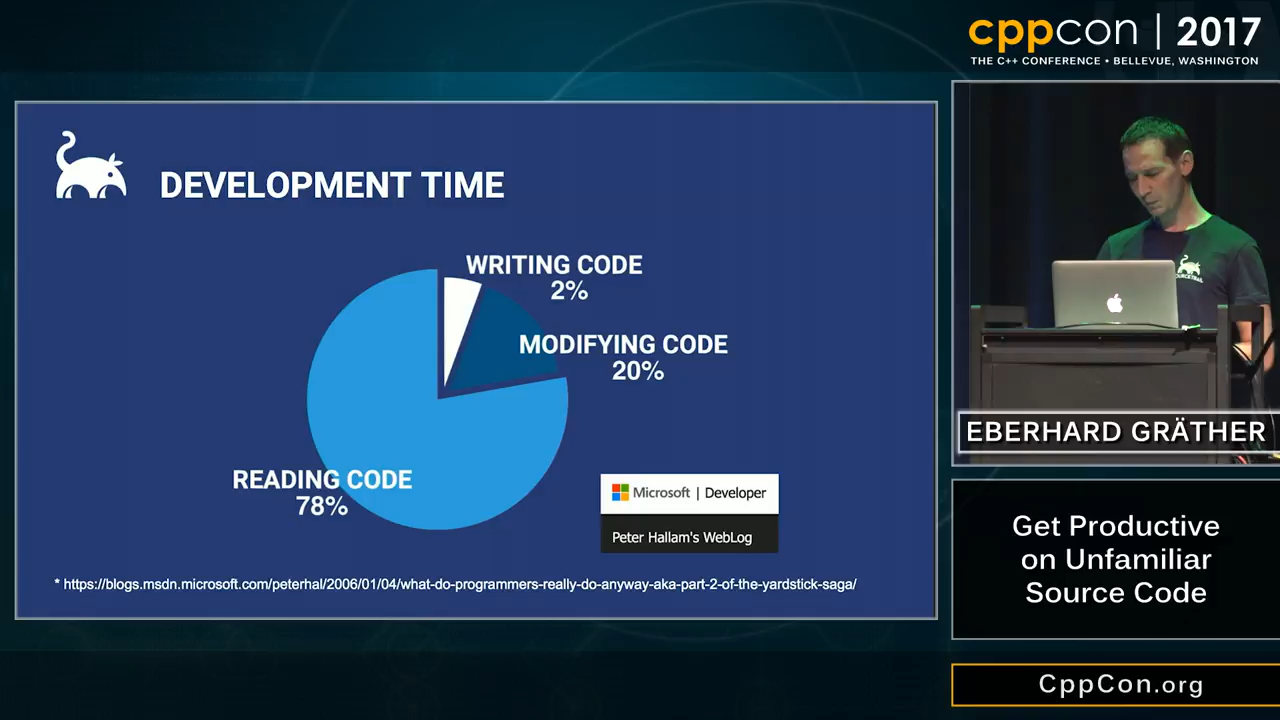 cppcon | 2017
THE C++ CONFERENCE • BELLEVUE, WASHINGTON
DEVELOPMENT TIME
WRITING CODE
2%
MODIFYING CODE
20%
READING CODE
78%
Microsoft | Developer
Peter Hallam's WebLog
* https://blogs.msdn.microsoft.com/peterhal/2006/01/04/what-do-programmers-really-do-anyway-aka-part-2-of-the-yardstick-saga/
SOURCETRAIL
EBERHARD GRÄTHER
Get Productive
on Unfamiliar
Source Code
CppCon.org